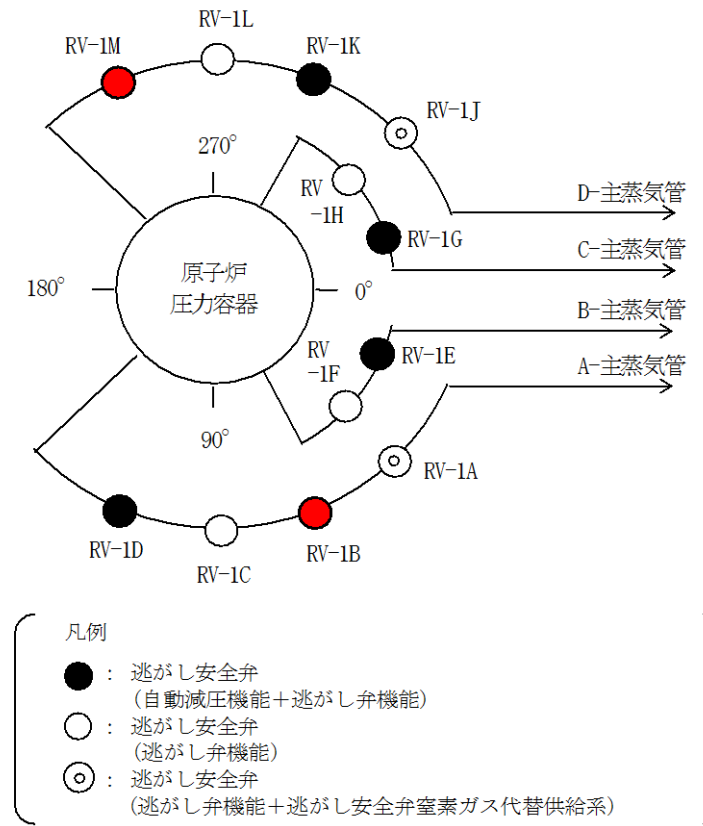 RV-1L
RV-1M
RV-1K
RV-1J
270°
RV
-1H
D-主蒸気管
RV-1G
C-主蒸気管
原子炉
圧力容器
180°
0°
B-主蒸気管
RV
-1F
RV-1E
A-主蒸気管
90°
RV-1A
RV-1D
RV-1B
RV-1C
凡例
： 逃がし安全弁
(自動減圧機能＋逃がし弁機能)
： 逃がし安全弁
(逃がし弁機能)
： 逃がし安全弁
(逃がし弁機能＋逃がし安全弁窒素ガス代替供給系)